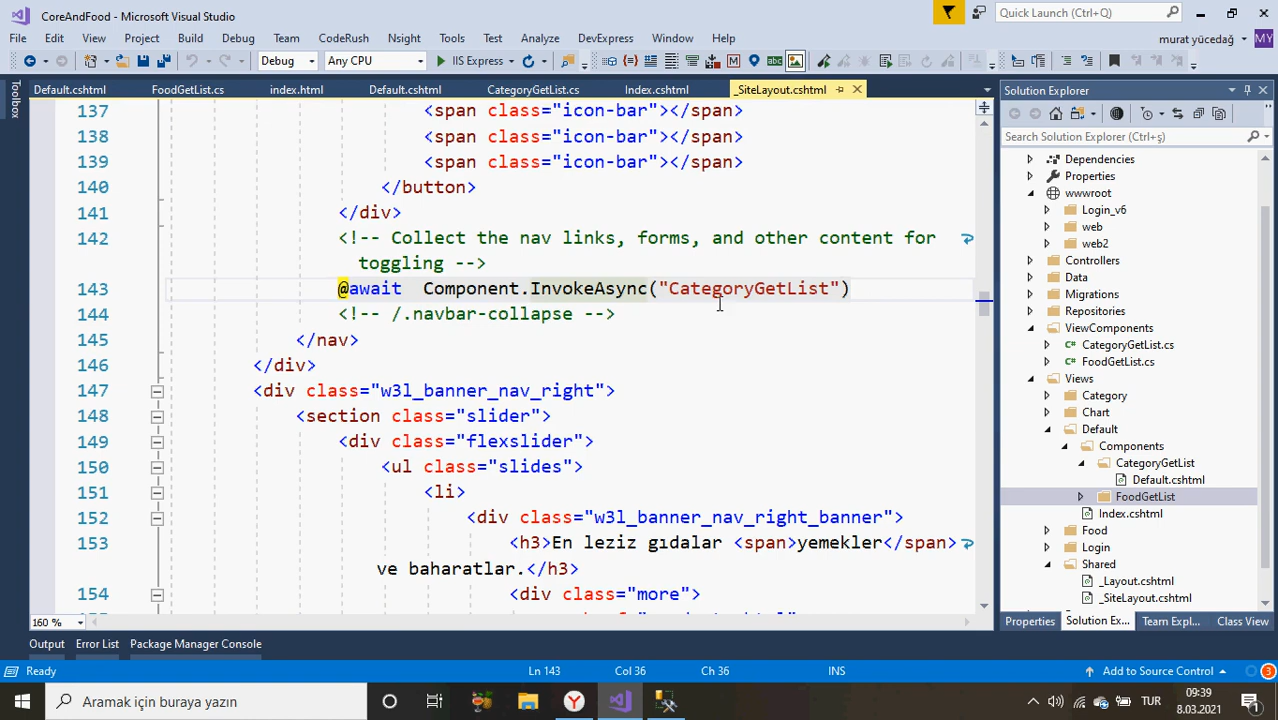 CoreAndFood - Microsoft Visual Studio
Quick Launch (Ctrl+Q)
File Edit View Project Build Debug Team CodeRush Nsight Tools Test Analyze DevExpress Window Help
murat yücedağ MY
Debug Any CPU IIS Express
Toolbox
Default.cshtml FoodGetList.cs index.html Default.cshtml CategoryGetList.cs Index.cshtml _SiteLayout.cshtml
137 <span class="icon-bar"></span>
138 <span class="icon-bar"></span>
139 <span class="icon-bar"></span>
140 </button>
141 </div>
142 <!-- Collect the nav links, forms, and other content for
toggling -->
143 @await  Component.InvokeAsync("CategoryGetList")
<!-- /.navbar-collapse -->
144
145 </nav>
146 </div>
147 <div class="w3l_banner_nav_right">
148 <section class="slider">
149 <div class="flexslider">
150 <ul class="slides">
151 <li>
152 <div class="w3l_banner_nav_right_banner">
153 <h3>En leziz gıdalar <span>yemekler</span>
ve baharatlar.</h3>
154 <div class="more">
160 %
Solution Explorer
Search Solution Explorer (Ctrl+ş)
Dependencies
Properties
wwwroot
Login_v6
web
web2
Controllers
Data
Migrations
Repositories
ViewComponents
CategoryGetList.cs
FoodGetList.cs
Views
Category
Chart
Default
Components
CategoryGetList
Default.cshtml
FoodGetList
Index.cshtml
Food
Login
Shared
_Layout.cshtml
_SiteLayout.cshtml
Properties Solution Ex... Team Expl... Class View
Output Error List Package Manager Console
Ready Ln 143 Col 36 Ch 36 INS Add to Source Control 3
Aramak için buraya yazın
TUR
09:39
8.03.2021
1